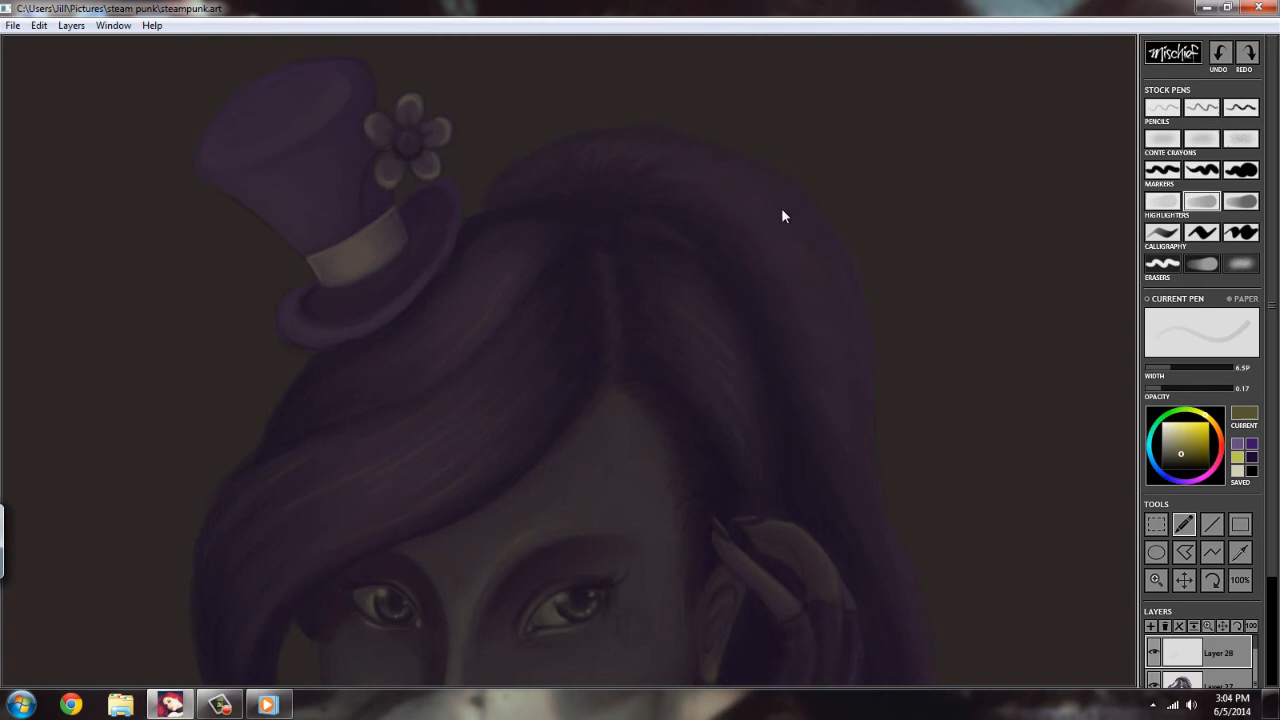 C:\Users\Jill\Pictures\steam punk\steampunk.art
File Edit Layers Window Help
mischief
UNDO REDO
STOCK PENS
PENCILS
CONTE CRAYONS
MARKERS
HIGHLIGHTERS
CALLIGRAPHY
ERASERS
CURRENT PEN PAPER
6.5P
WIDTH
0.17
OPACITY
CURRENT
SAVED
TOOLS
100%
LAYERS
100
Layer 28
3:04 PM
6/5/2014